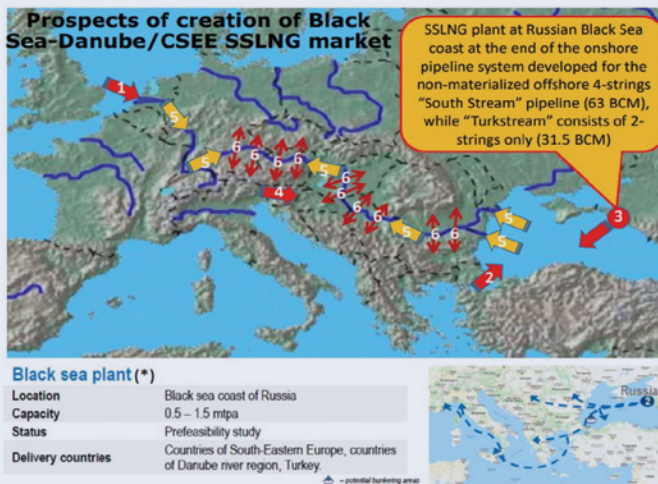 Prospects of creation of Black
Sea-Danube/CSEE SSLNG market
SSLNG plant at Russian Black Sea
coast at the end of the onshore
pipeline system developed for the
non-materialized offshore 4-strings
“South Stream” pipeline (63 BCM),
while “Turkstream” consists of 2-
strings only (31.5 BCM)
1
5
5
6
6
6
6
5
6
4
6
6
6
5
6
6
5
5
3
2
Black sea plant (*)
Location Black sea coast of Russia
Capacity 0.5 – 1.5 mtpa
Status Prefeasibility study
Delivery countries Countries of South-Eastern Europe, countries
of Danube river region, Turkey.
Russia
2
– potential bunkering areas